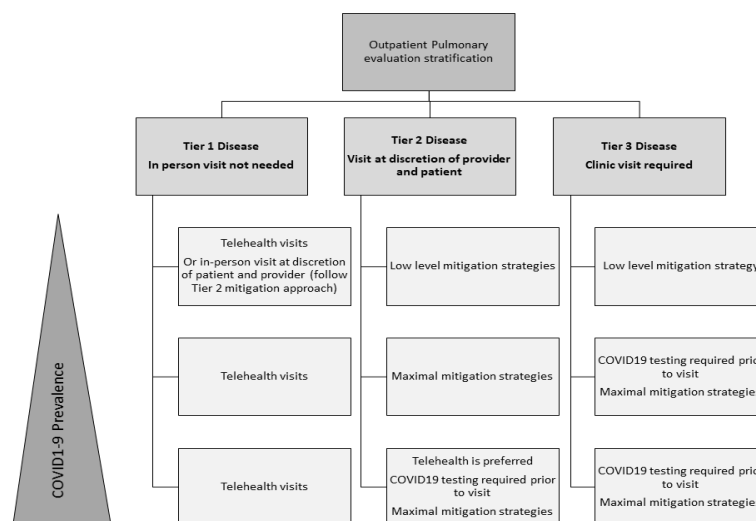 Outpatient Pulmonary
evaluation stratification
Tier 1 Disease
In person visit not needed
Tier 2 Disease
Visit at discretion of provider
and patient
Tier 3 Disease
Clinic visit required
Telehealth visits
Or in-person visit at discretion
of patient and provider (follow
Tier 2 mitigation approach)
Low level mitigation strategies
Low level mitigation strategy
Telehealth visits
Maximal mitigation strategies
COVID19 testing required prior
to visit
Maximal mitigation strategies
Telehealth visits
Telehealth is preferred
COVID19 testing required prior
to visit
Maximal mitigation strategies
COVID19 testing required prior
to visit
Maximal mitigation strategies
COVID1-9 Prevalence